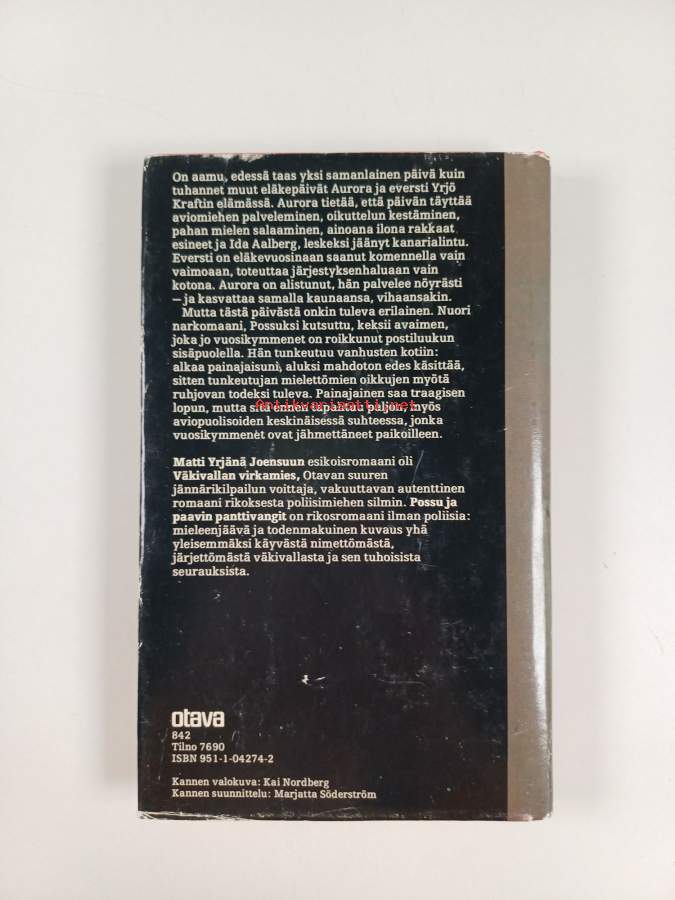 On aamu, edessä taas yksi samanlainen päivä kuin
tuhannet muut eläkepäivät Aurora ja eversti Yrjö
Kraftin elämässä. Aurora tietää, että päivän täyttää
aviomiehen palveleminen, oikuttelun kestäminen,
pahan mielen salaaminen, ainoana ilona rakkaat
esineet ja Ida Aalberg, leskeksi jäänyt kanarialintu.
Eversti on eläkevuosinaan saanut komennella vain
vaimoaan, toteuttaa järjestyksenhaluaan vain
kotona. Aurora on alistunut, hän palvelee nöyrästi
— ja kasvattaa samalla kaunaansa, vihaansakin.
Mutta tästä päivästä onkin tuleva erilainen. Nuori
narkomaani, Possuksi kutsuttu, keksii avaimen,
joka jo vuosikymmenet on roikkunut postiluukun
sisäpuolella. Hän tunkeutuu vanhusten kotiin:
alkaa painajaisuni, aluksi mahdoton edes käsittää,
sitten tunkeutujan mielettömien oikkujen myötä
ruhjovan todeksi tuleva. Painajainen saa traagisen
lopun, mutta sitä ennen tapahtuu paljon, myös
Antikvariaatti.net
aviopuolisoiden keskinäisessä suhteessa, jonka
vuosikymmenet ovat jähmettäneet paikoilleen.
Matti Yrjänä Joensuun esikoisromaani oli
Väkivallan virkamies, Otavan suuren
jännärikilpailun voittaja, vakuuttavan autenttinen
romaani rikoksesta poliisimiehen silmin. Possu ja
paavin panttivangit on rikosromaani ilman poliisia:
mieleenjäävä ja todenmakuinen kuvaus yhä
yleisemmäksi käyvästä nimettömästä,
järjettömästä väkivallasta ja sen tuhoisista
seurauksista.
otava
842
Tilno 7690
ISBN 951-1-04274-2
Kannen valokuva: Kai Nordberg
Kannen suunnittelu: Marjatta Söderström